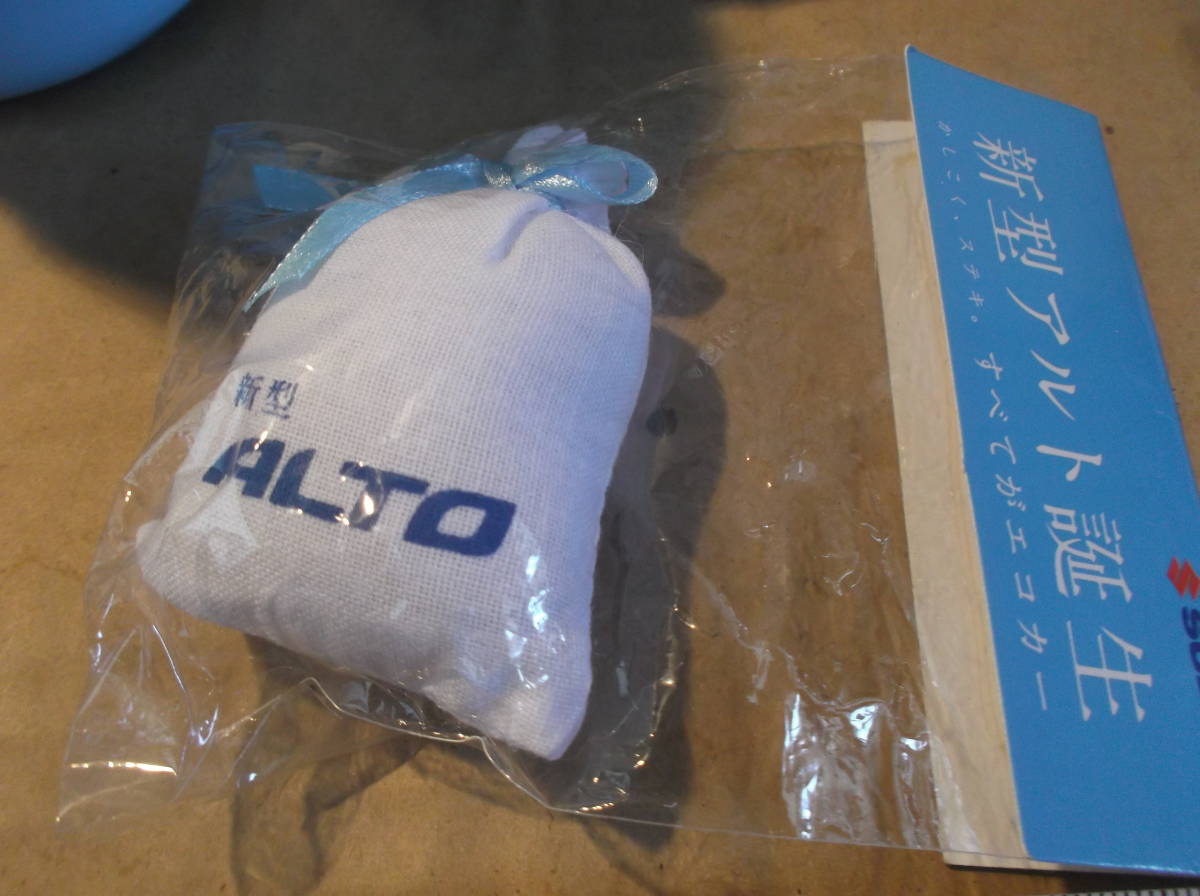 新型
ALTO
新型アルト誕生
かしこく、ステキ。すべてがエコカー